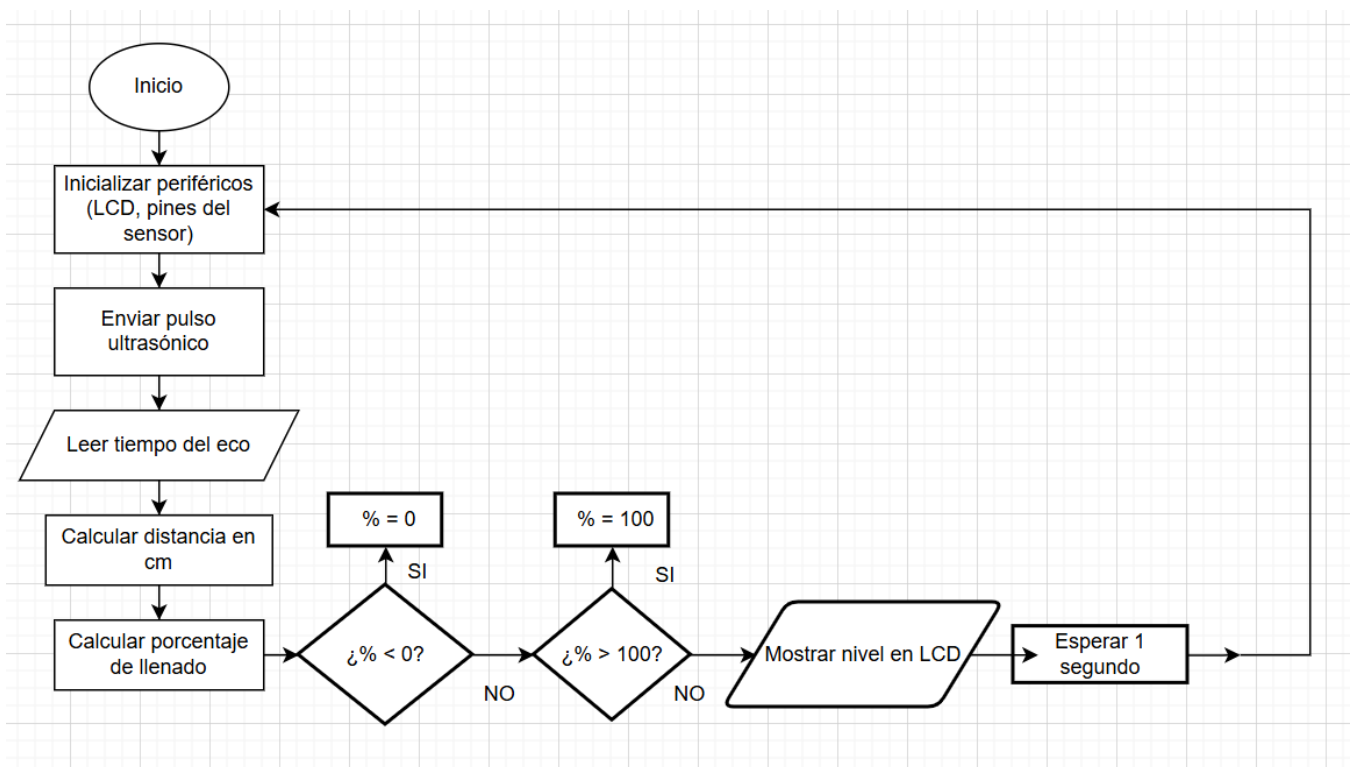 Inicio
Inicializar periféricos
(LCD, pines del
sensor)
Enviar pulso
ultrasónico
Leer tiempo del eco
Calcular distancia en
cm
Calcular porcentaje
de llenado
¿% < 0?
SI
% = 0
NO
¿% > 100?
SI
% = 100
NO
Mostrar nivel en LCD
Esperar 1
segundo